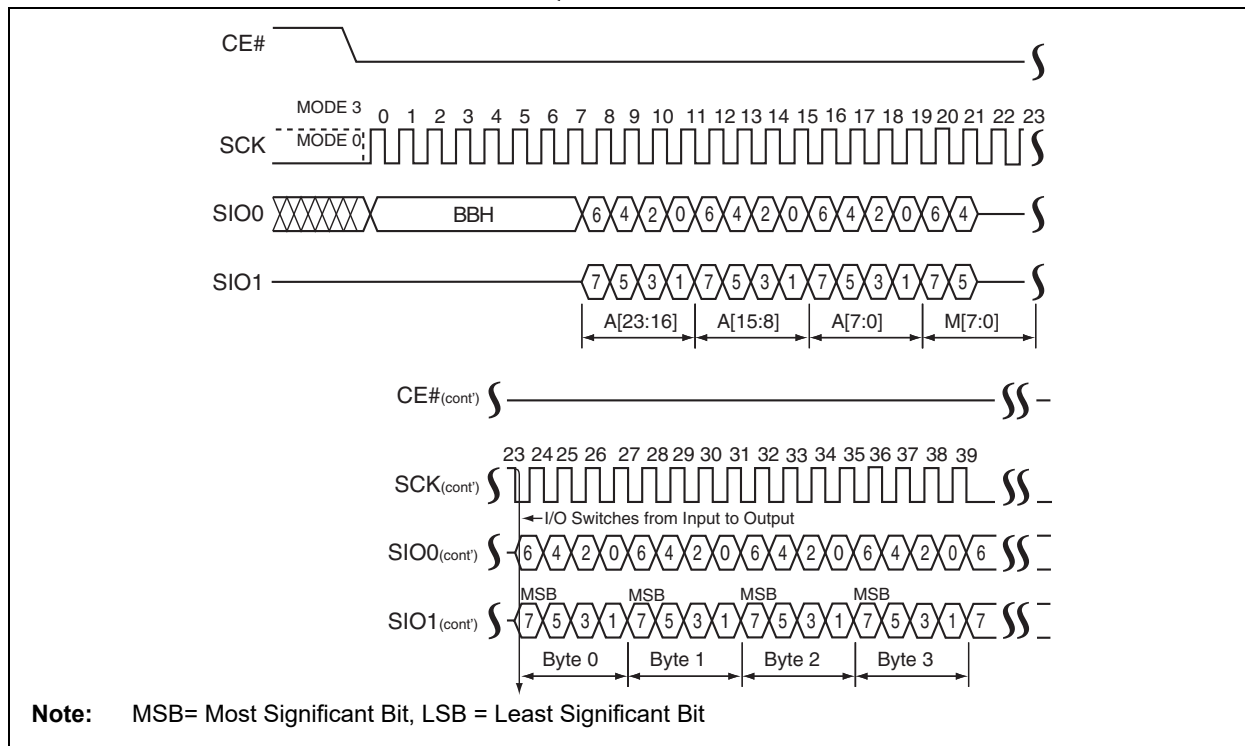 CE#
MODE 3
0 1 2 3 4 5 6 7 8 9 10 11 12 13 14 15 16 17 18 19 20 21 22 23
SCK
MODE 0
SIO0 BBH 6 4 2 0 6 4 2 0 6 4 2 0 6 4
SIO1 7 5 3 1 7 5 3 1 7 5 3 1 7 5
A[23:16] A[15:8] A[7:0] M[7:0]
CE#(cont')
23 24 25 26 27 28 29 30 31 32 33 34 35 36 37 38 39
SCK(cont')
I/O Switches from Input to Output
SIO0(cont') 6 4 2 0 6 4 2 0 6 4 2 0 6 4 2 0 6
MSB MSB MSB MSB
SIO1(cont') 7 5 3 1 7 5 3 1 7 5 3 1 7 5 3 1 7
Byte 0 Byte 1 Byte 2 Byte 3
Note: MSB= Most Significant Bit, LSB = Least Significant Bit